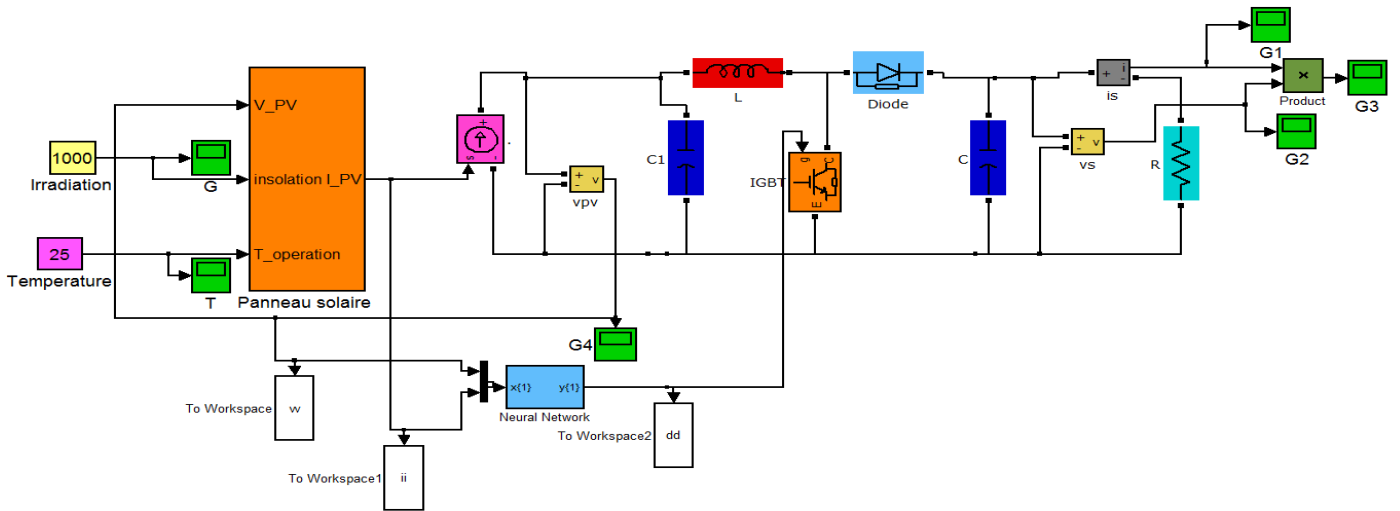 V_PV
1000
Irradiation
G
insolation I_PV
25
Temperature
T_operation
T
Panneau solaire
+
-
s
.
+
-
v
vpv
C1
L
IGBT
g
C
E
Diode
C
+
i
-
is
G1
×
Product
G3
+
-
v
vs
G2
R
G4
To Workspace
vv
x{1}
y{1}
Neural Network
To Workspace1
ii
To Workspace2
dd